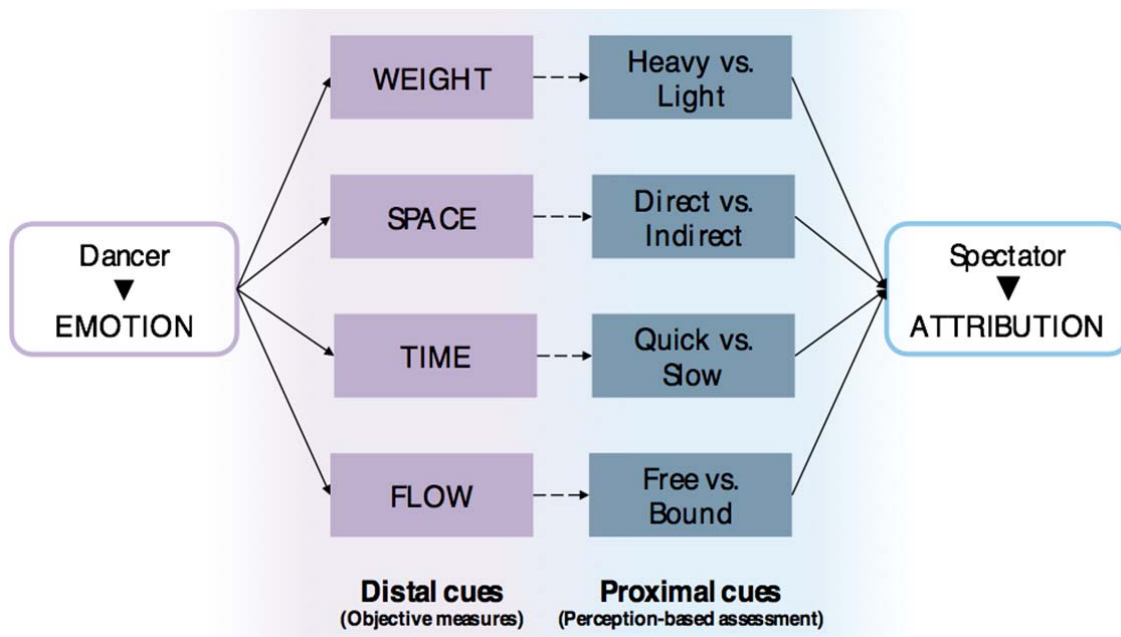 WEIGHT
Heavy vs.
Light
SPACE
Direct vs.
Indirect
Dancer
▼
EMOTION
Spectator
▼
ATTRIBUTION
TIME
Quick vs.
Slow
FLOW
Free vs.
Bound
Distal cues
(Objective measures)
Proximal cues
(Perception-based assessment)